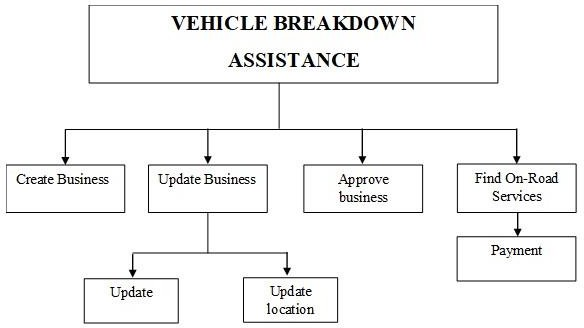 VEHICLE BREAKDOWN
ASSISTANCE
Create Business
Update Business
Approve
business
Find On-Road
Services
Payment
Update
Update
location